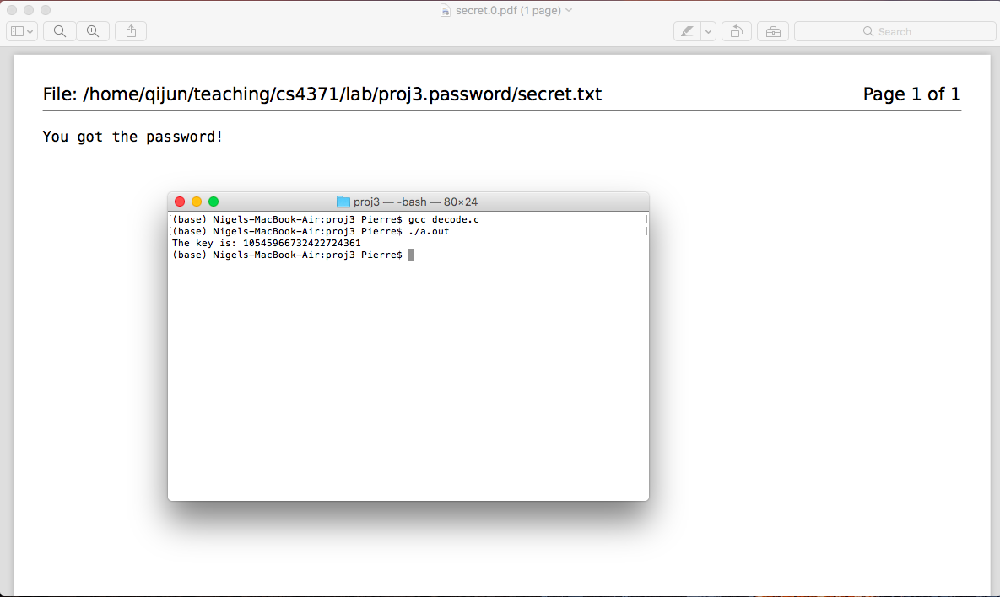 secret.0.pdf (1 page)
Search
File: /home/qijun/teaching/cs4371/lab/proj3.password/secret.txt Page 1 of 1
You got the password!
proj3 — -bash — 80×24
[(base) Nigels-MacBook-Air:proj3 Pierre$ gcc decode.c ]
[(base) Nigels-MacBook-Air:proj3 Pierre$ ./a.out ]
The key is: 10545966732422724361
(base) Nigels-MacBook-Air:proj3 Pierre$